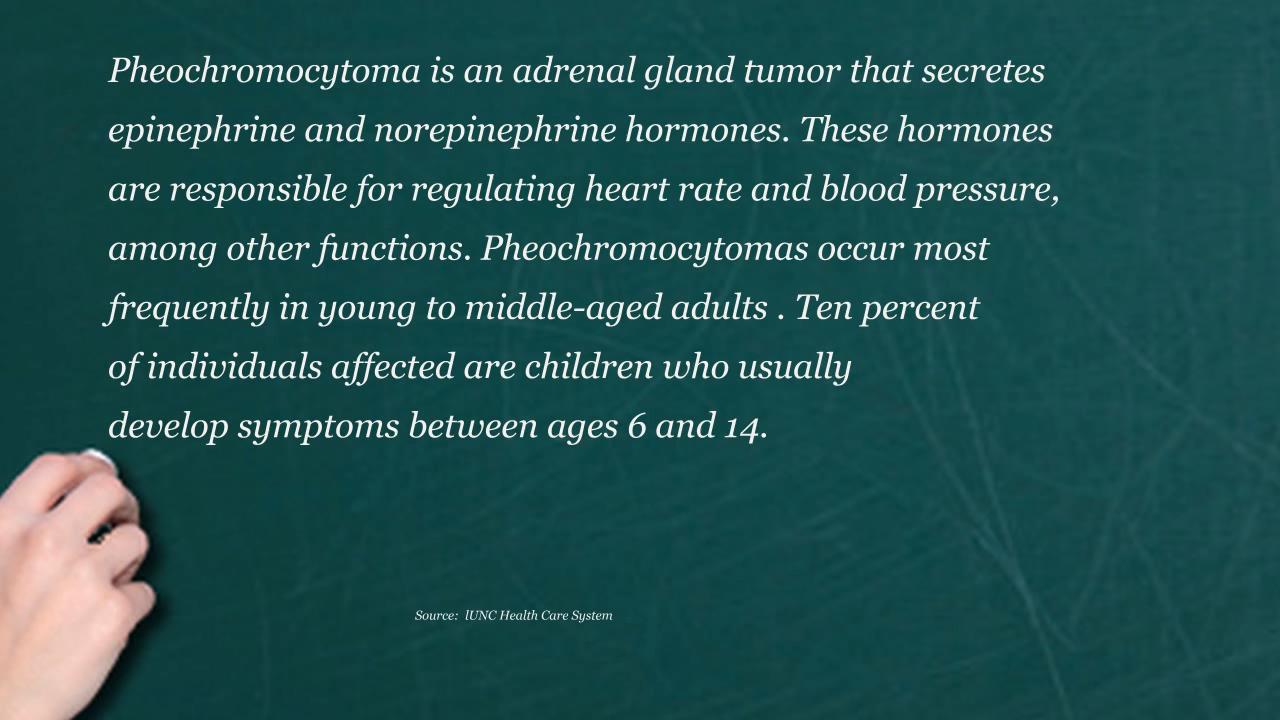 Pheochromocytoma is an adrenal gland tumor that secretes
epinephrine and norepinephrine hormones. These hormones
are responsible for regulating heart rate and blood pressure,
among other functions. Pheochromocytomas occur most
frequently in young to middle-aged adults . Ten percent
of individuals affected are children who usually
develop symptoms between ages 6 and 14.
Source: lUNC Health Care System